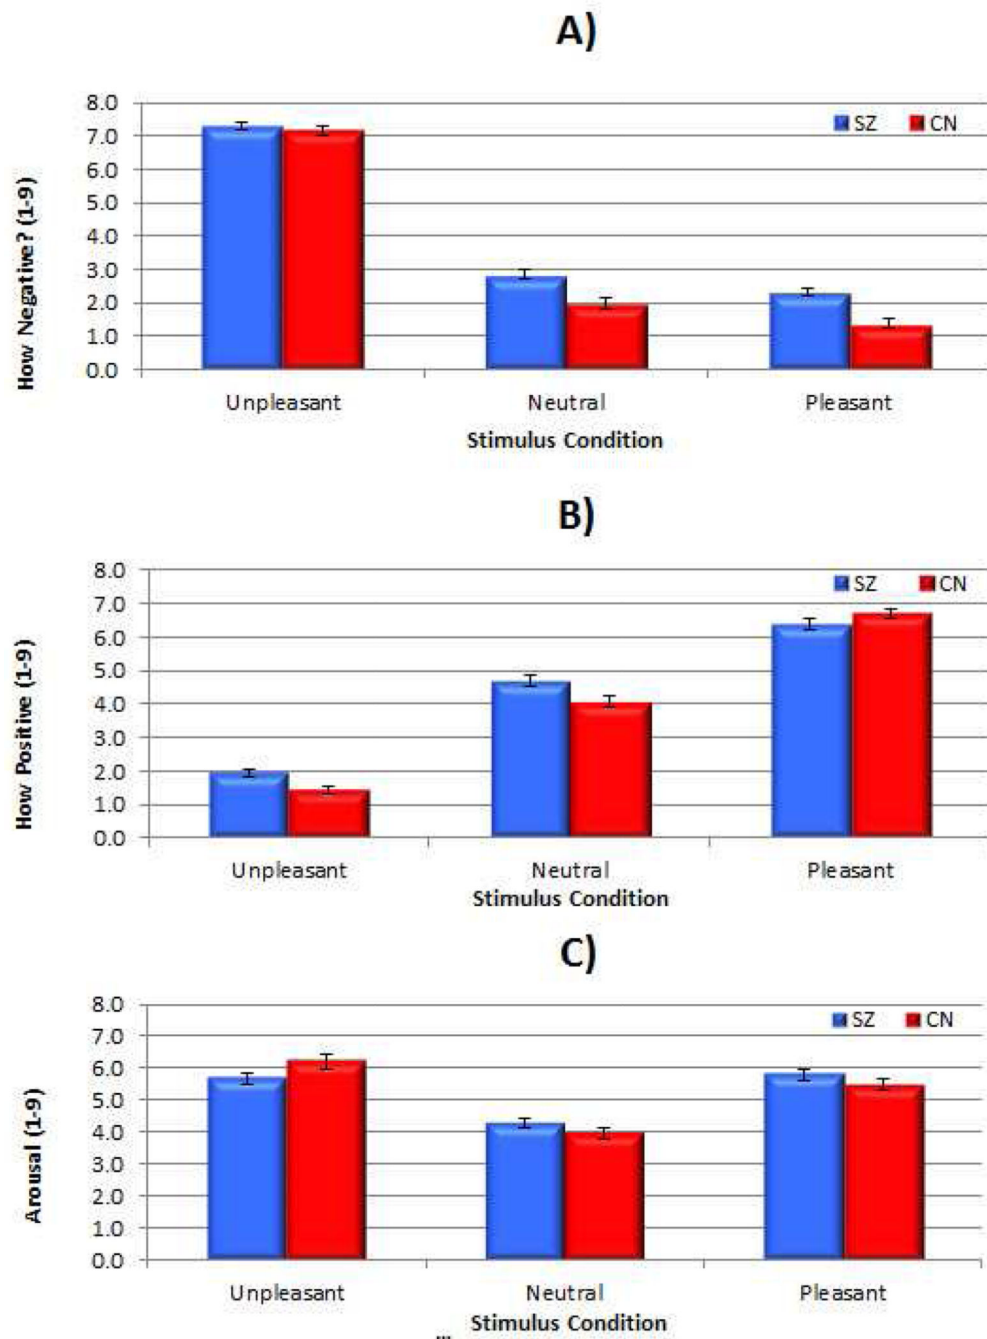 A)
8.0
7.0
6.0
5.0
4.0
3.0
2.0
1.0
0.0
How Negative? (1-9)
SZ CN
Unpleasant Neutral Pleasant
Stimulus Condition
B)
8.0
7.0
6.0
5.0
4.0
3.0
2.0
1.0
0.0
How Positive (1-9)
SZ CN
Unpleasant Neutral Pleasant
Stimulus Condition
C)
8.0
7.0
6.0
5.0
4.0
3.0
2.0
1.0
0.0
Arousal (1-9)
SZ CN
Unpleasant Neutral Pleasant
Stimulus Condition